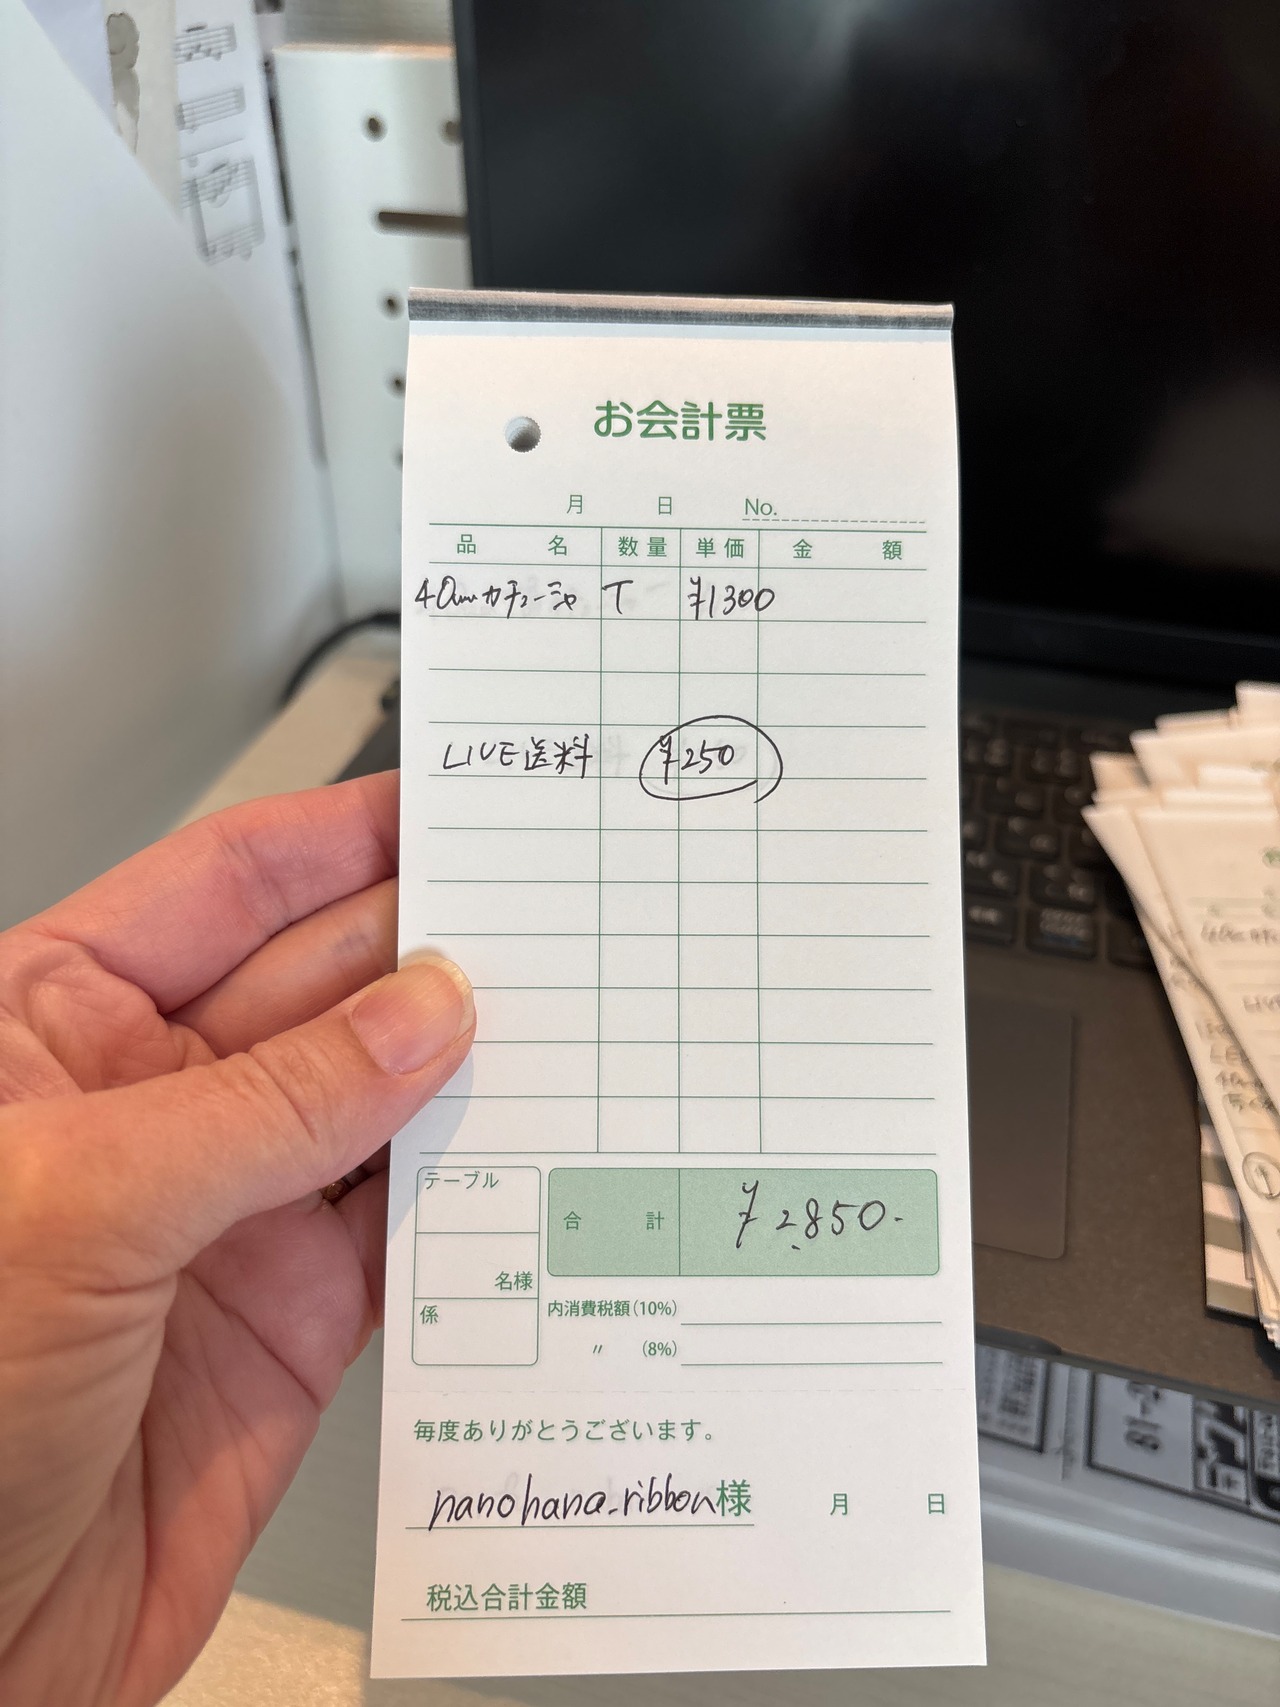 お会計票
月 日 No.
品名 数量 単価 金額
40mmカチューシャ T ¥1300
LIVE送料 ¥250
テーブル
合計 ¥2,850-
名様
係
内消費税額(10%)
〃 (8%)
毎度ありがとうございます。
nanohana_ribbon様 月 日
税込合計金額